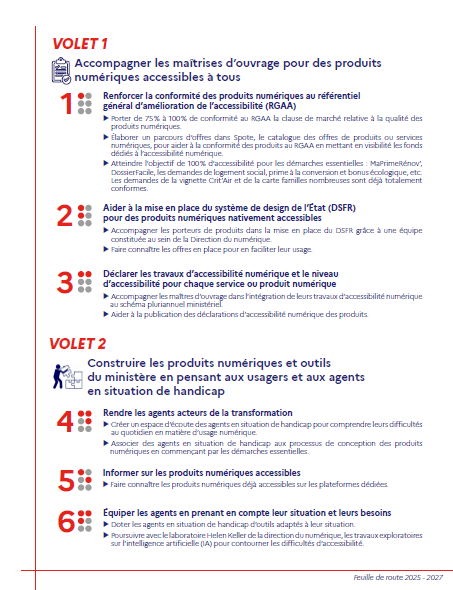 VOLET 1
Accompagner les maîtrises d'ouvrage pour des produits
numériques accessibles à tous
1
Renforcer la conformité des produits numériques au référentiel
général d'amélioration de l'accessibilité (RGAA)
Porter de 75 % à 100 % de conformité au RGAA la clause de marché relative à la qualité des
produits numériques.
Élaborer un parcours d'offres dans Spote, le catalogue des offres de produits ou services
numériques, pour aider à la conformité des produits au RGAA en mettant en visibilité les fonds
dédiés à l'accessibilité numérique.
Atteindre l'objectif de 100 % d'accessibilité pour les démarches essentielles : MaPrimeRénov',
DossierFacile, les demandes de logement social, prime à la conversion et bonus écologique, etc.
Les demandes de la vignette Crit'Air et de la carte familles nombreuses sont déjà totalement
conformes.
2
Aider à la mise en place du système de design de l'État (DSFR)
pour des produits numériques nativement accessibles
Accompagner les porteurs de produits dans la mise en place du DSFR grâce à une équipe
constituée au sein de la Direction du numérique.
Faire connaître les offres en place pour en faciliter leur usage.
3
Déclarer les travaux d'accessibilité numérique et le niveau
d'accessibilité pour chaque service ou produit numérique
Accompagner les maîtres d'ouvrage dans l'intégration de leurs travaux d'accessibilité numérique
au schéma pluriannuel ministériel.
Aider à la publication des déclarations d'accessibilité numérique des produits.
VOLET 2
Construire les produits numériques et outils
du ministère en pensant aux usagers et aux agents
en situation de handicap
4
Rendre les agents acteurs de la transformation
Créer un espace d'écoute des agents en situation de handicap pour comprendre leurs difficultés
au quotidien en matière d'usage numérique.
Associer des agents en situation de handicap aux processus de conception des produits
numériques en commençant par les démarches essentielles.
5
Informer sur les produits numériques accessibles
Faire connaître les produits numériques déjà accessibles sur les plateformes dédiées.
6
Équiper les agents en prenant en compte leur situation et leurs besoins
Doter les agents en situation de handicap d'outils adaptés à leur situation.
Poursuivre avec le laboratoire Helen Keller de la direction du numérique, les travaux exploratoires
sur l'intelligence artificielle (IA) pour contourner les difficultés d'accessibilité.
Feuille de route 2025 - 2027